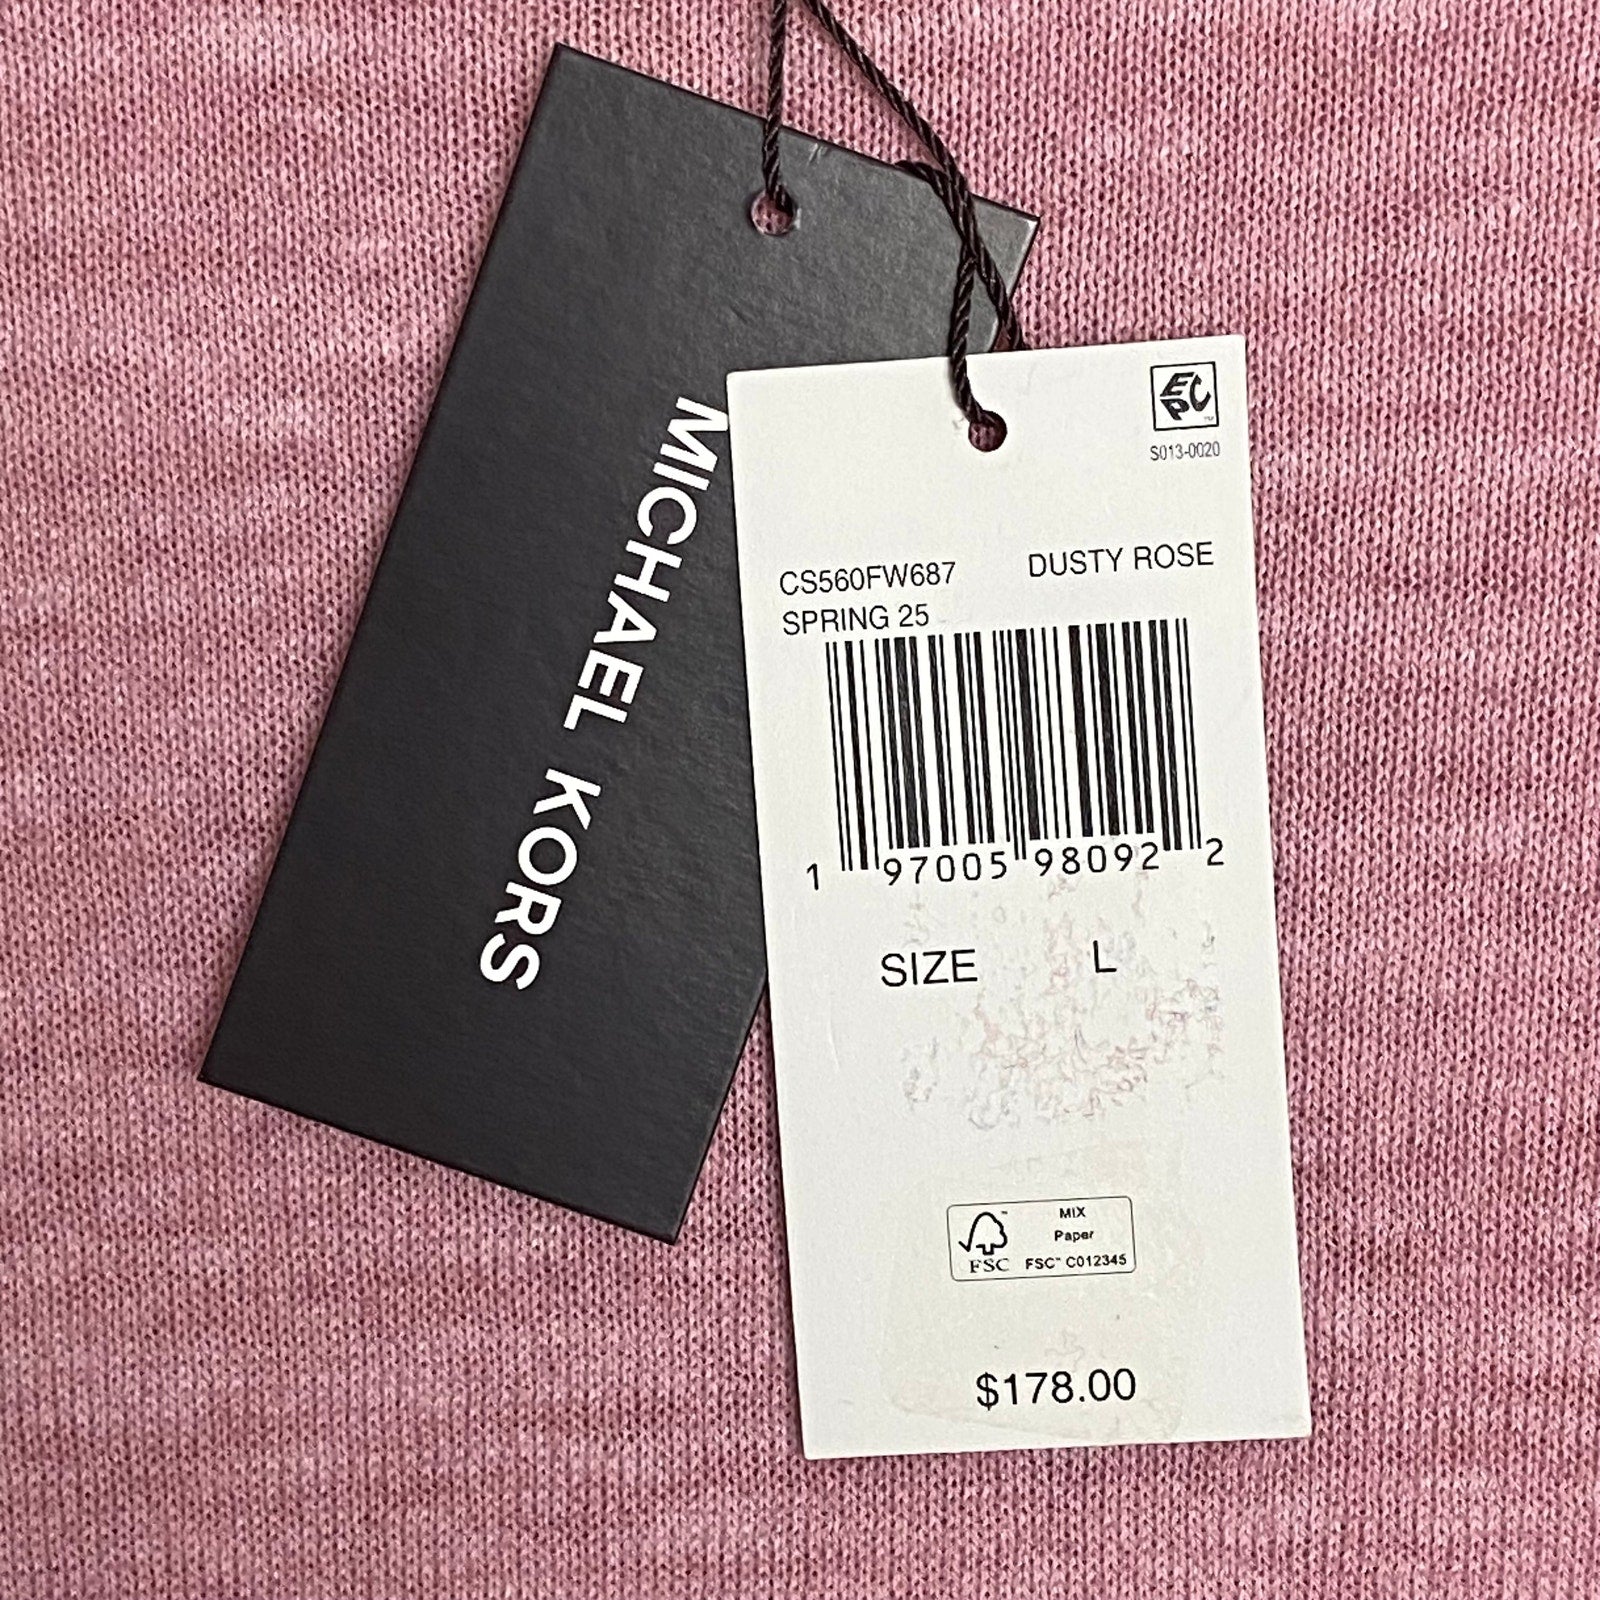 MICHAEL KORS
EPC
S013-0020
CS560FW687 DUSTY ROSE
SPRING 25
1 97005 98092 2
SIZE L
MIX
Paper
FSC FSC™ C012345
$178.00